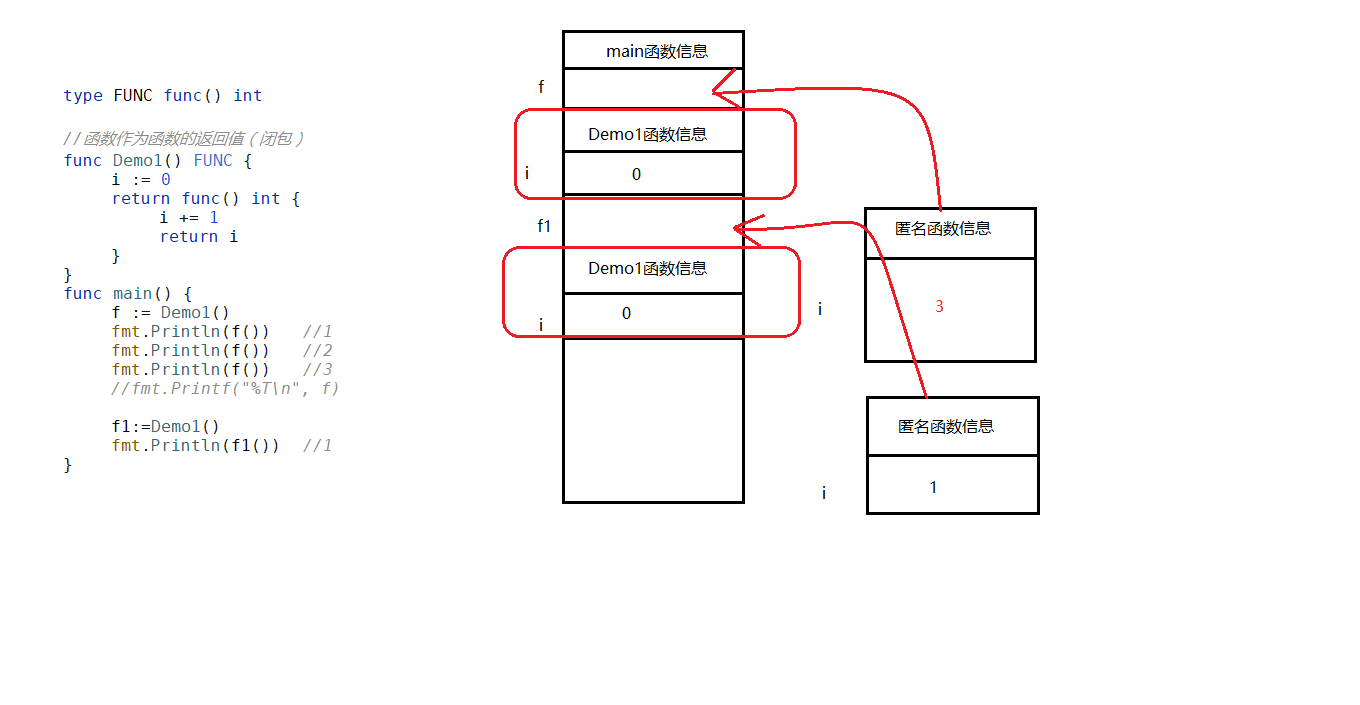 type FUNC func() int
//函数作为函数的返回值（闭包）
func Demo1() FUNC {
i := 0
return func() int {
i += 1
return i
}
}
func main() {
f := Demo1()
fmt.Println(f()) //1
fmt.Println(f()) //2
fmt.Println(f()) //3
//fmt.Printf("%T\n", f)
f1:=Demo1()
fmt.Println(f1()) //1
}
main函数信息
f
Demo1函数信息
i
0
f1
Demo1函数信息
i
0
匿名函数信息
i
3
匿名函数信息
i
1